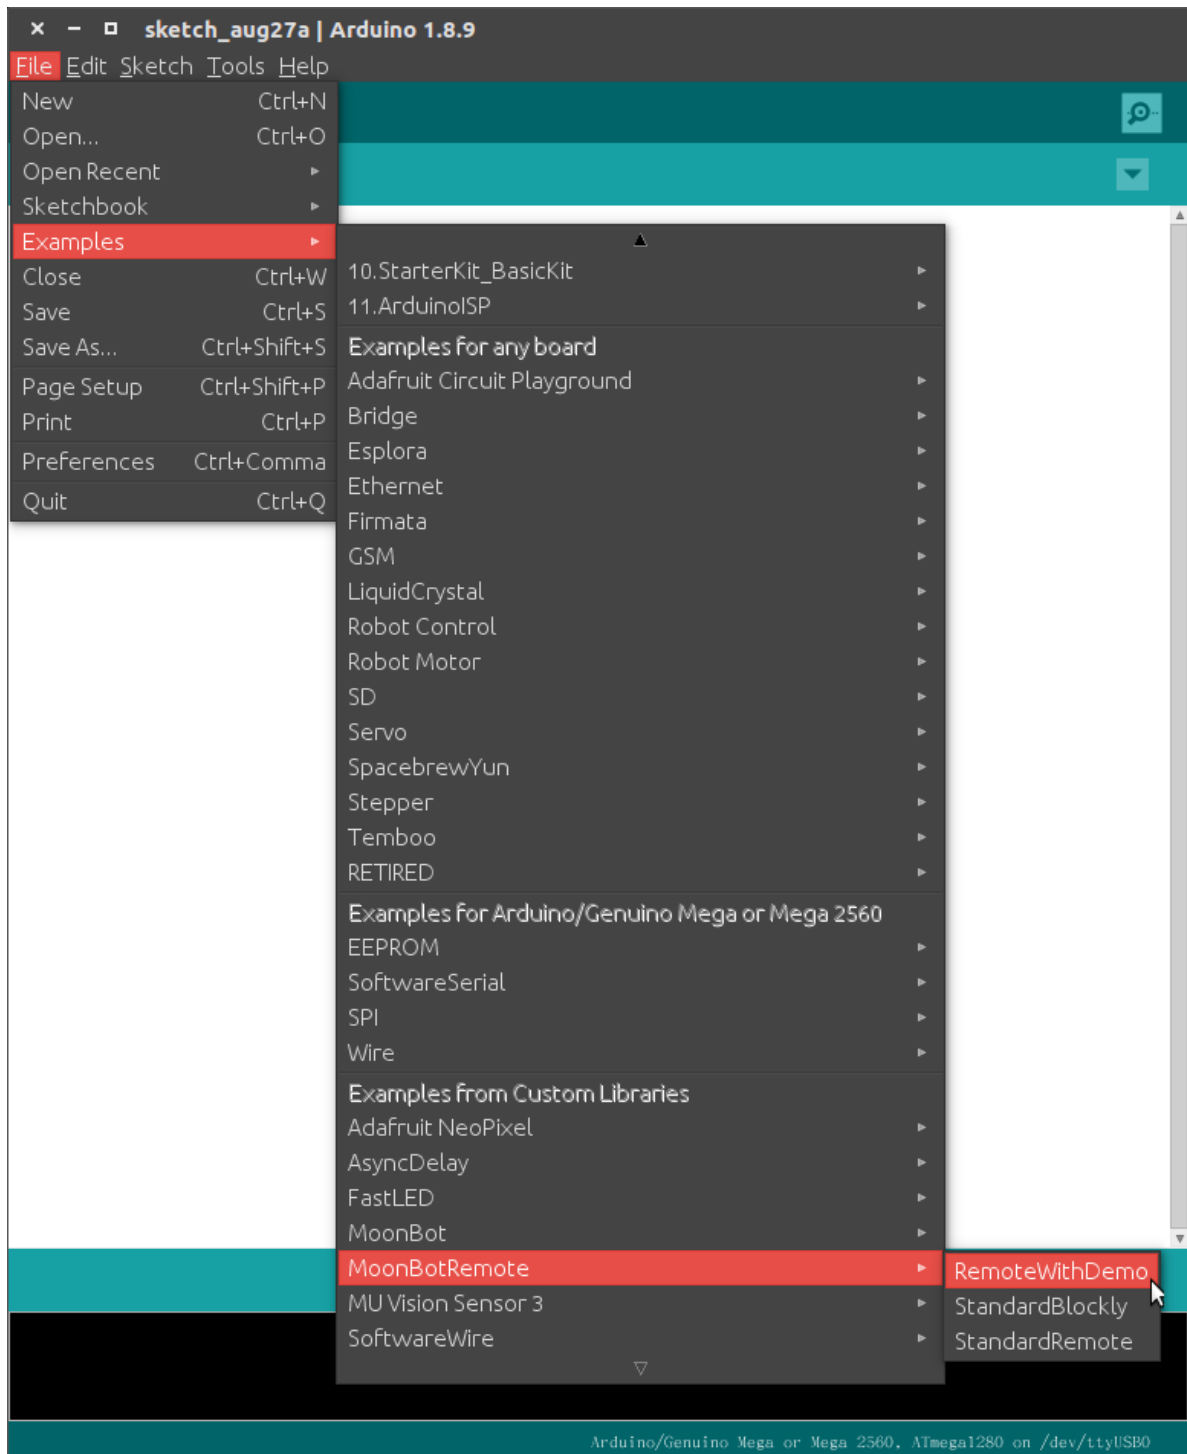 sketch_aug27a | Arduino 1.8.9
File Edit Sketch Tools Help
New Ctrl+N
Open... Ctrl+O
Open Recent
Sketchbook
Examples
Close Ctrl+W
Save Ctrl+S
Save As... Ctrl+Shift+S
Page Setup Ctrl+Shift+P
Print Ctrl+P
Preferences Ctrl+Comma
Quit Ctrl+Q
10.StarterKit_BasicKit
11.ArduinoISP
Examples for any board
Adafruit Circuit Playground
Bridge
Esplora
Ethernet
Firmata
GSM
LiquidCrystal
Robot Control
Robot Motor
SD
Servo
SpacebrewYun
Stepper
Temboo
RETIRED
Examples for Arduino/Genuino Mega or Mega 2560
EEPROM
SoftwareSerial
SPI
Wire
Examples from Custom Libraries
Adafruit NeoPixel
AsyncDelay
FastLED
MoonBot
MoonBotRemote
MU Vision Sensor 3
SoftwareWire
RemoteWithDemo
StandardBlockly
StandardRemote
Arduino/Genuino Mega or Mega 2560, ATmega1280 on /dev/ttyUSB0